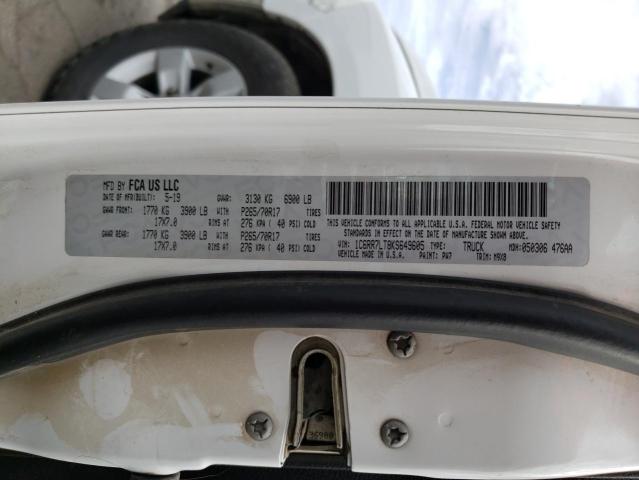 MFD BY FCA US LLC
DATE OF MFR(BUILT): 5-19 GVWR: 3130 KG 6900 LB
GAWR FRONT: 1770 KG 3900 LB WITH P265/70R17 TIRES
17X7.0 RIMS AT 276 KPA ( 40 PSI) COLD
GAWR REAR: 1770 KG 3900 LB WITH P265/70R17 TIRES
17X7.0 RIMS AT 276 KPA ( 40 PSI) COLD
THIS VEHICLE CONFORMS TO ALL APPLICABLE U.S.A. FEDERAL MOTOR VEHICLE SAFETY
STANDARDS IN EFFECT ON THE DATE OF MANUFACTURE SHOWN ABOVE.
VIN: 1C6RR7LT8KS649605 TYPE: TRUCK MDH: 050306 476AA
VEHICLE MADE IN U.S.A. PAINT: PW7 TRIM: M9X8